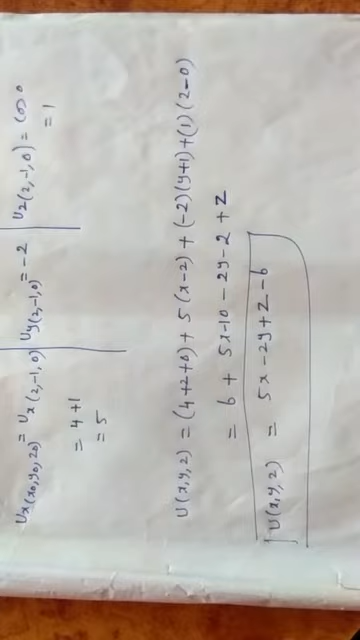 Ux(x0,y0,z0) = Ux(2,-1,0)
= 4+1
= 5
Uy(2,-1,0) = -2
Uz(2,-1,0) = cos 0
= 1
U(x,y,z) = (4+2+0) + 5(x-2) + (-2)(y+1) + (1)(z-0)
= 6 + 5x-10 - 2y - 2 + z
U(x,y,z) = 5x - 2y + z - 6